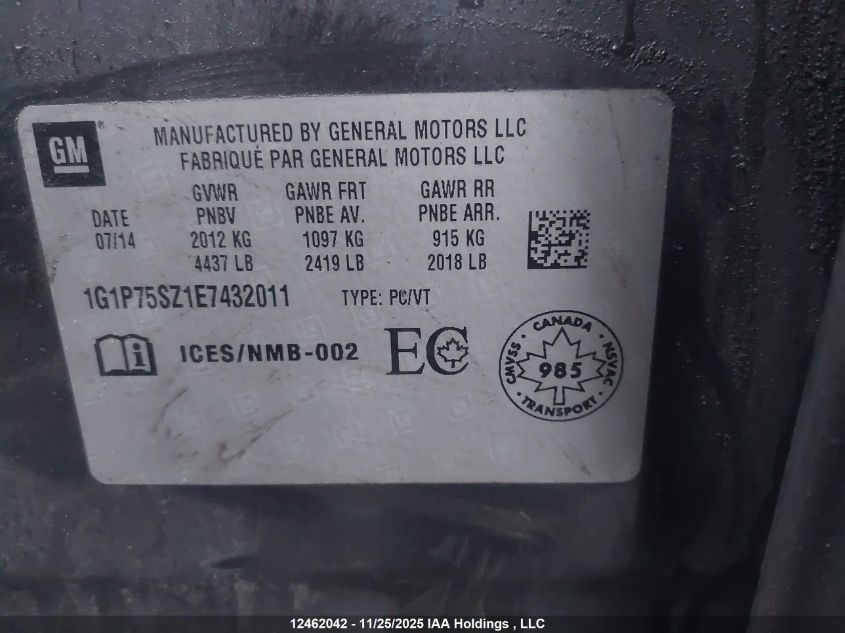 GM
MANUFACTURED BY GENERAL MOTORS LLC
FABRIQUÉ PAR GENERAL MOTORS LLC
GVWR GAWR FRT GAWR RR
DATE PNBV PNBE AV. PNBE ARR.
07/14 2012 KG 1097 KG 915 KG
4437 LB 2419 LB 2018 LB
1G1P75SZ1E7432011 TYPE: PC/VT
ICES/NMB-002 EC
CANADA
CMVSS 985 NSVAC
TRANSPORT
12462042 - 11/25/2025 IAA Holdings , LLC